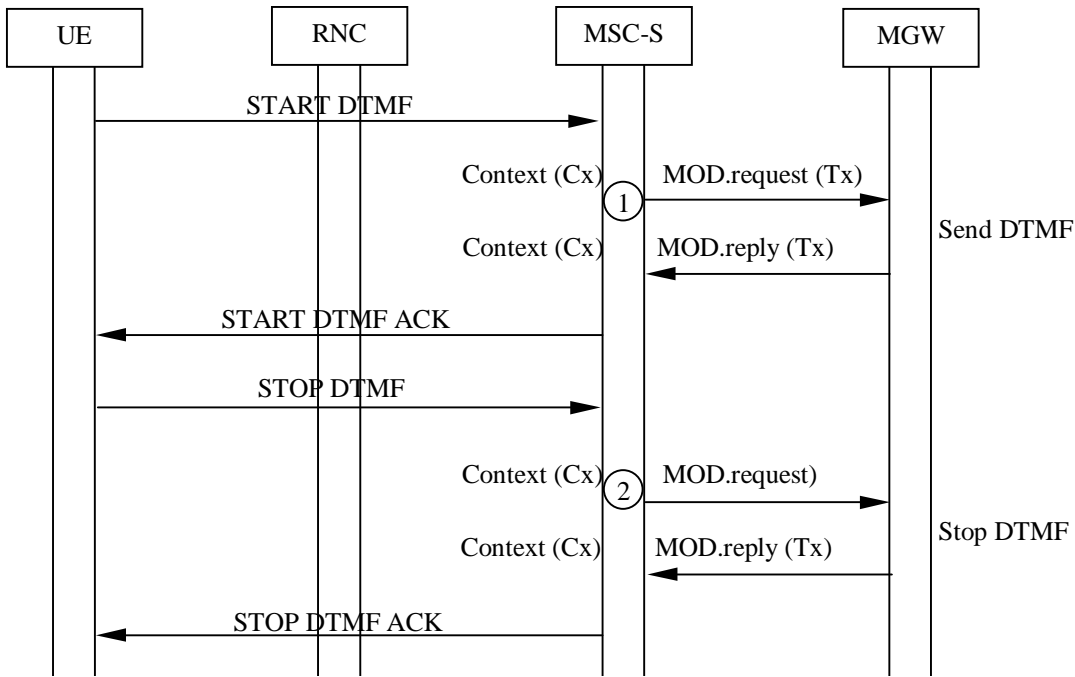 UE
RNC
MSC-S
MGW
START DTMF
Context (Cx)
MOD.request (Tx)
1
Send DTMF
Context (Cx)
MOD.reply (Tx)
START DTMF ACK
STOP DTMF
Context (Cx)
MOD.request)
2
Stop DTMF
Context (Cx)
MOD.reply (Tx)
STOP DTMF ACK